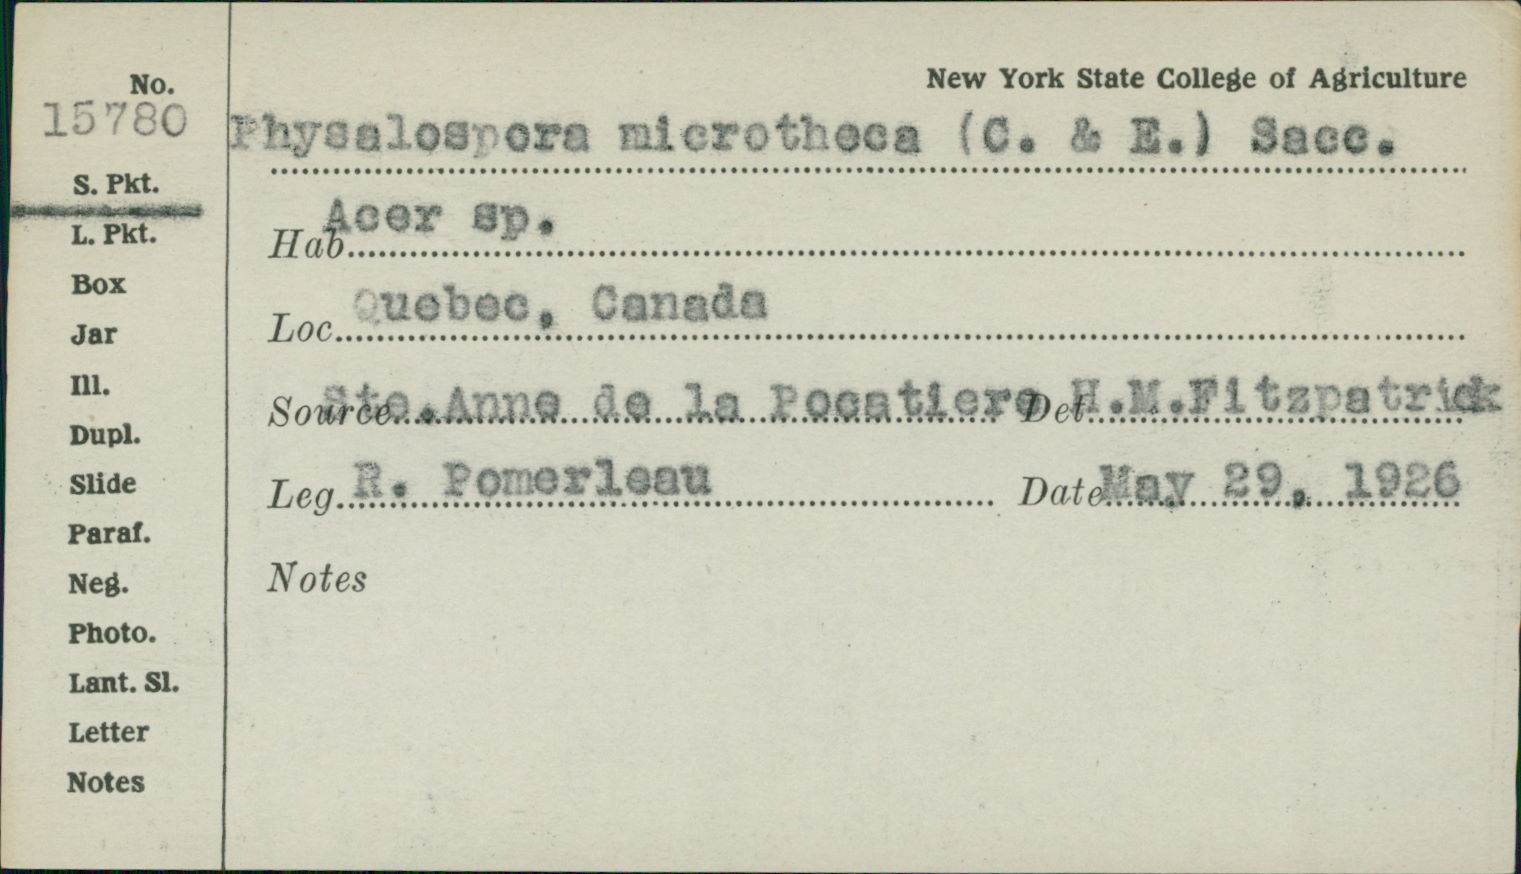 New York State College of Agriculture
No.
15780
Physalospora microtheca (C. & E.) Sacc.
S. Pkt.
L. Pkt.
Box
Jar
Ill.
Dupl.
Slide
Paraf.
Neg.
Photo.
Lant. Sl.
Letter
Notes
Hab Acer sp.
Loc. Quebec, Canada
Source Ste. Anne de la Pocatiere Det. H.M.Fitzpatrick
Leg. R. Pomerleau Date May 29, 1926
Notes